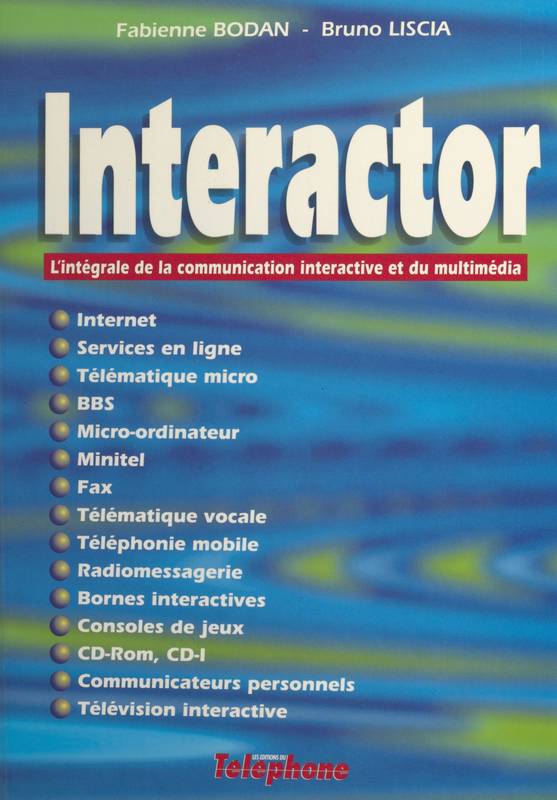 Fabienne BODAN - Bruno LISCIA
Interactor
L'intégrale de la communication interactive et du multimédia
Internet
Services en ligne
Télématique micro
BBS
Micro-ordinateur
Minitel
Fax
Télématique vocale
Téléphonie mobile
Radiomessagerie
Bornes interactives
Consoles de jeux
CD-Rom, CD-I
Communicateurs personnels
Télévision interactive
LES EDITIONS DU
Téléphone